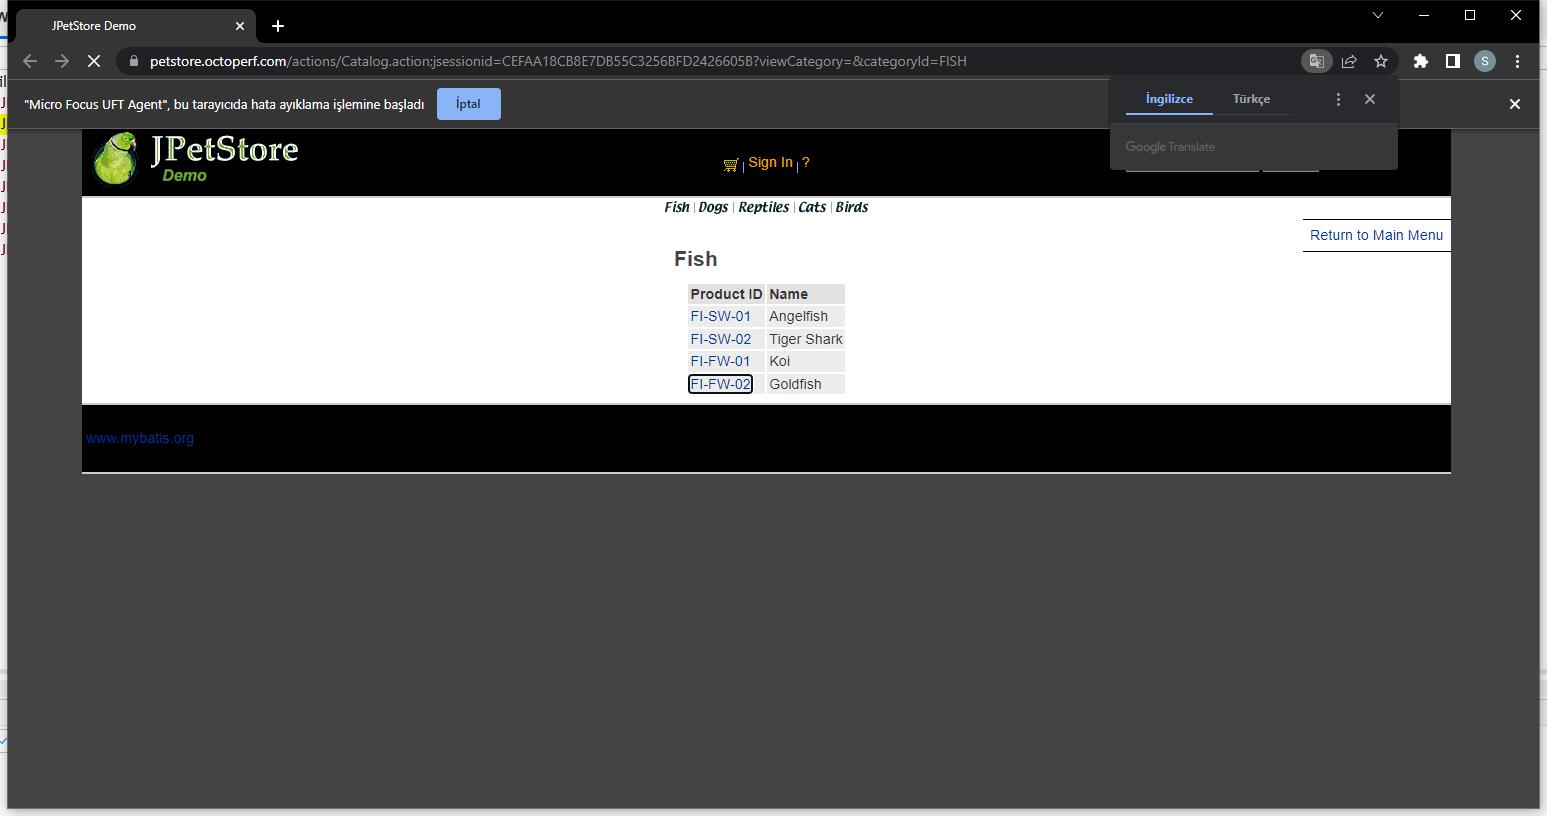 JPetStore Demo
petstore.octoperf.com/actions/Catalog.action;jsessionid=CEFAA18CB8E7DB55C3256BFD2426605B?viewCategory=&categoryId=FISH
S
"Micro Focus UFT Agent", bu tarayıcıda hata ayıklama işlemine başladı
İptal
İngilizce Türkçe
Google Translate
JPetStore
Demo
Sign In | ?
Fish | Dogs | Reptiles | Cats | Birds
Return to Main Menu
Fish
Product ID Name
FI-SW-01 Angelfish
FI-SW-02 Tiger Shark
FI-FW-01 Koi
FI-FW-02 Goldfish
www.mybatis.org